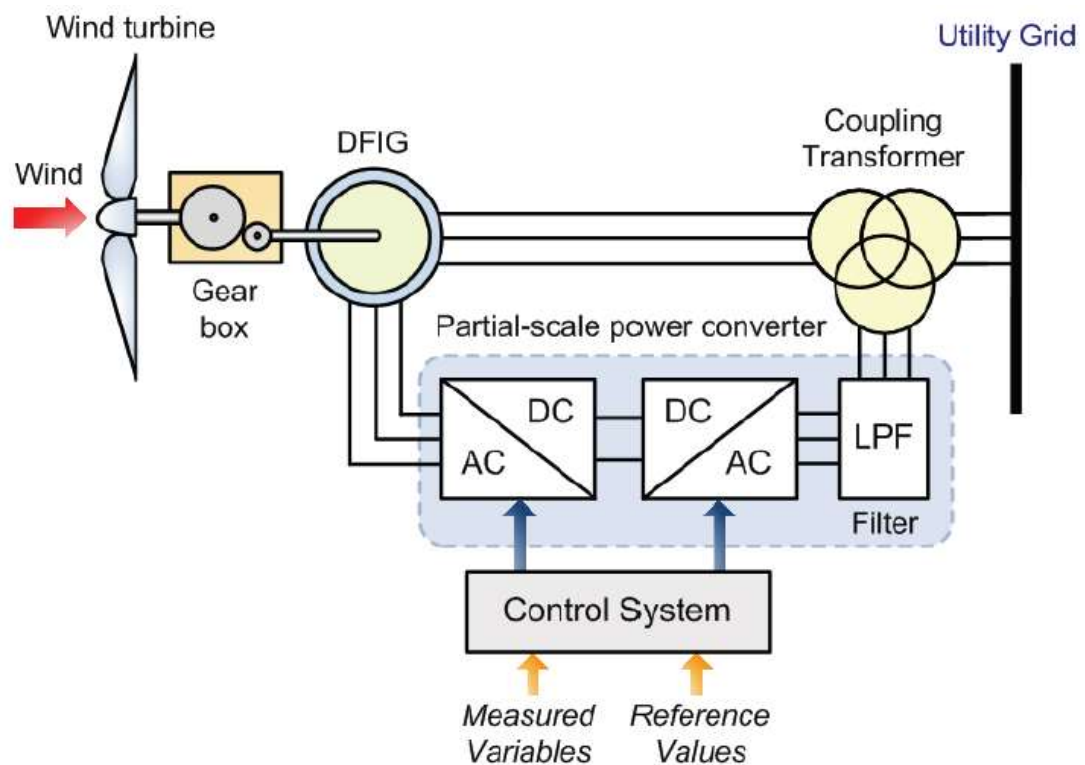 Wind turbine
Utility Grid
Coupling
Transformer
DFIG
Wind
Gear
box
Partial-scale power converter
DC
AC
DC
AC
LPF
Filter
Control System
Measured
Variables
Reference
Values